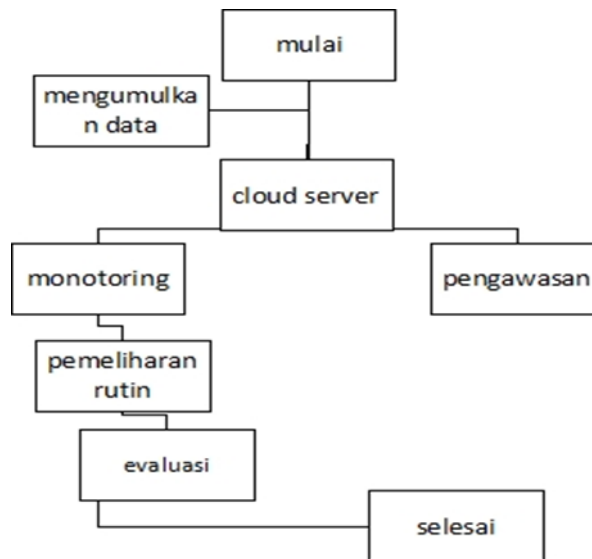 mulai
mengumulka
n data
cloud server
monotoring
pengawasan
pemeliharan
rutin
evaluasi
selesai